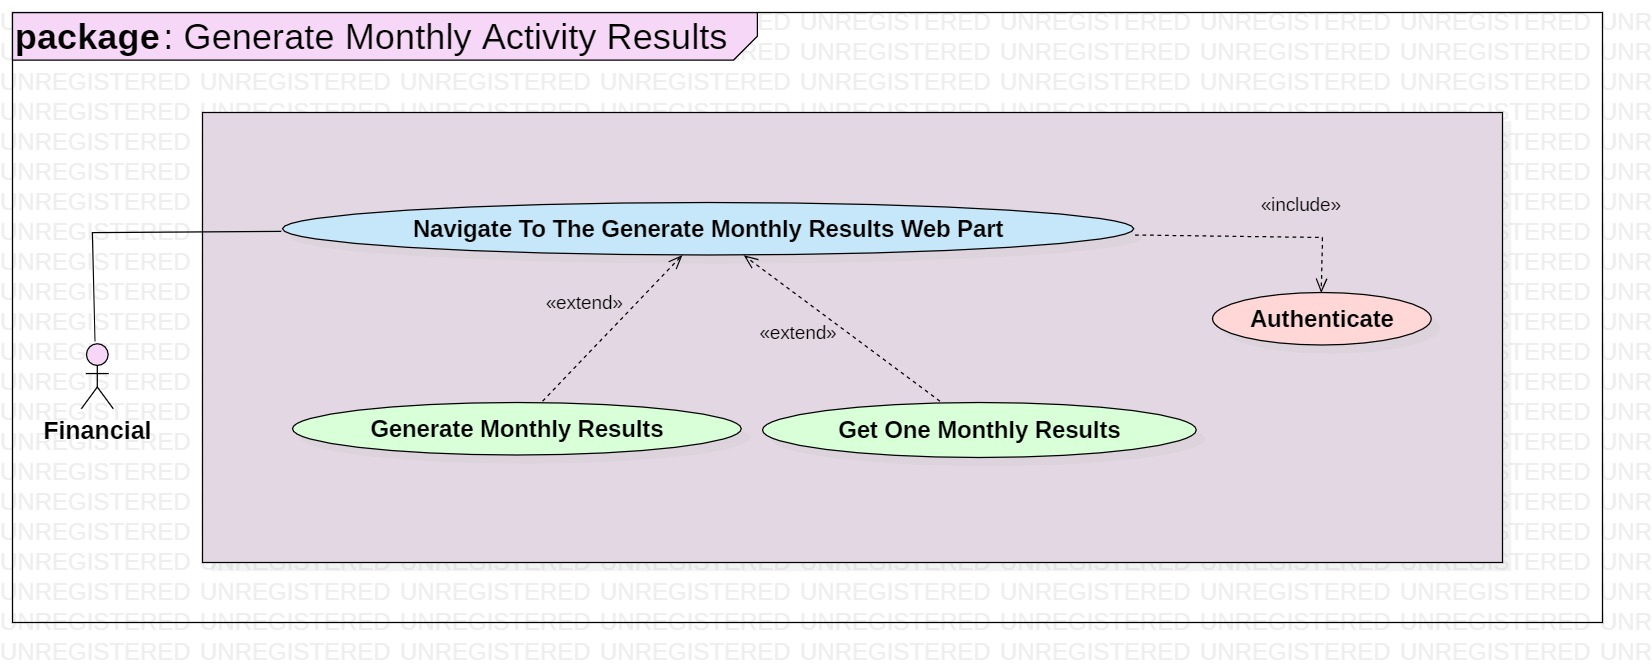 package : Generate Monthly Activity Results
Navigate To The Generate Monthly Results Web Part
«include»
«extend»
«extend»
Authenticate
Financial
Generate Monthly Results
Get One Monthly Results
UNREGISTERED